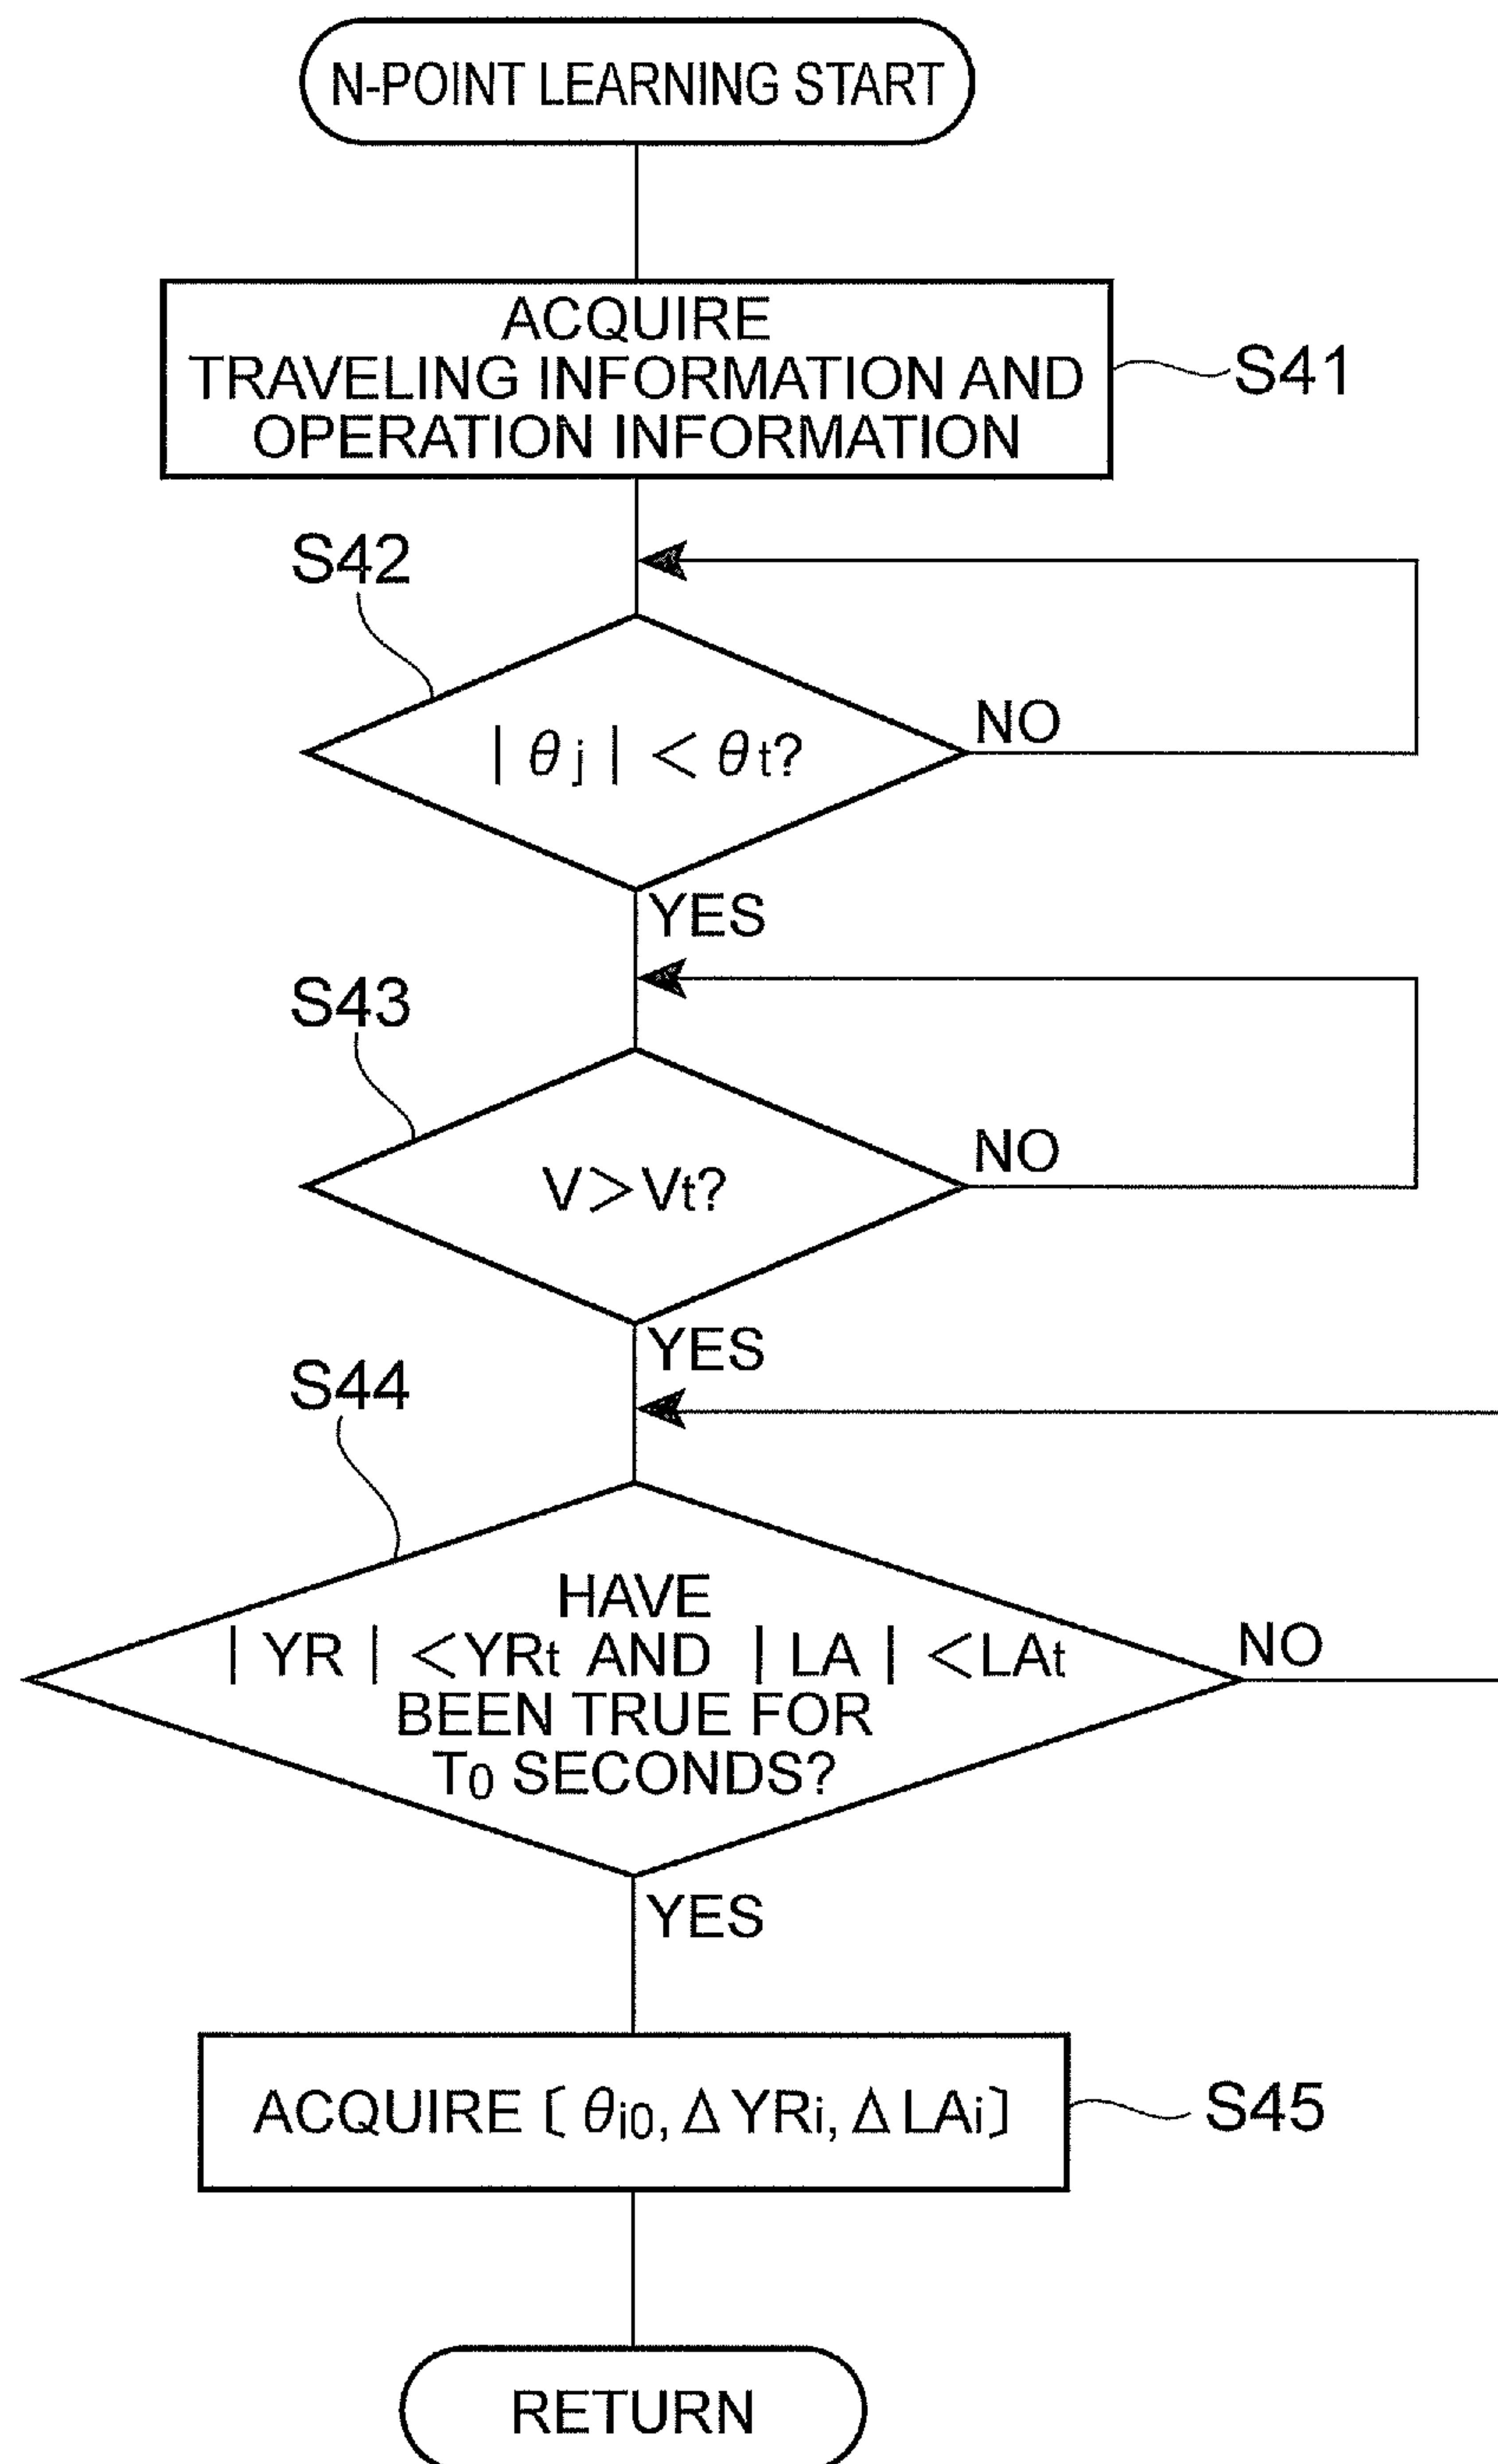 N-POINT LEARNING START
ACQUIRE
TRAVELING INFORMATION AND
OPERATION INFORMATION
S41
S42
| θj | < θt?
NO
YES
S43
V>Vt?
NO
YES
S44
HAVE
| YR | <YRt AND | LA | <LAt
BEEN TRUE FOR
T0 SECONDS?
NO
YES
ACQUIRE〔θi0, ΔYRi, ΔLAi〕
S45
RETURN